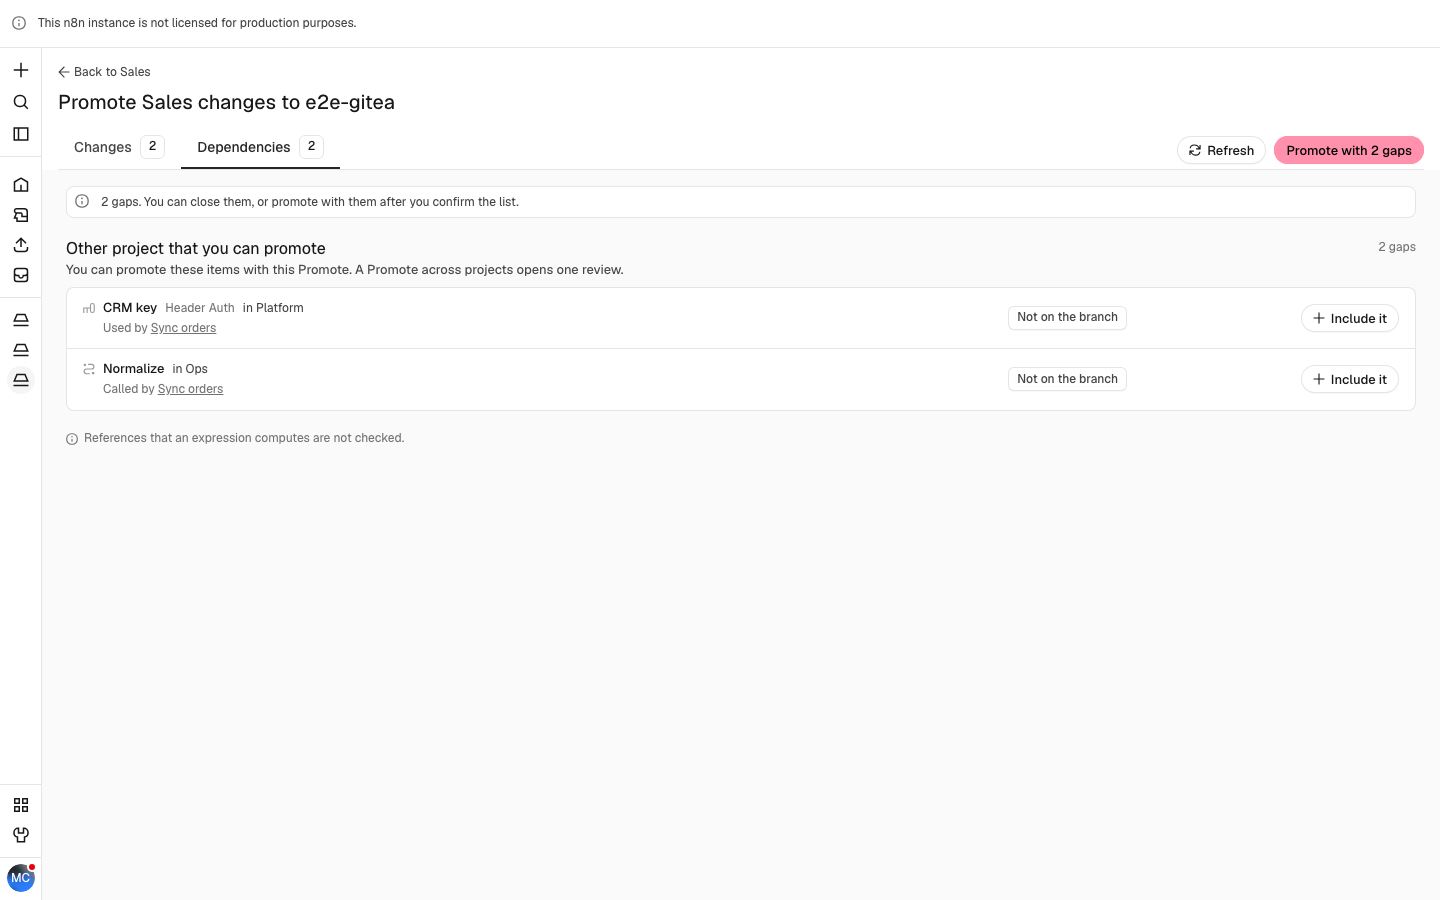 This n8n instance is not licensed for production purposes.
Back to Sales
Promote Sales changes to e2e-gitea
Changes 2
Dependencies 2
Refresh
Promote with 2 gaps
2 gaps. You can close them, or promote with them after you confirm the list.
Other project that you can promote
2 gaps
You can promote these items with this Promote. A Promote across projects opens one review.
CRM key Header Auth in Platform
Used by Sync orders
Not on the branch
Include it
Normalize in Ops
Called by Sync orders
Not on the branch
Include it
References that an expression computes are not checked.
MC